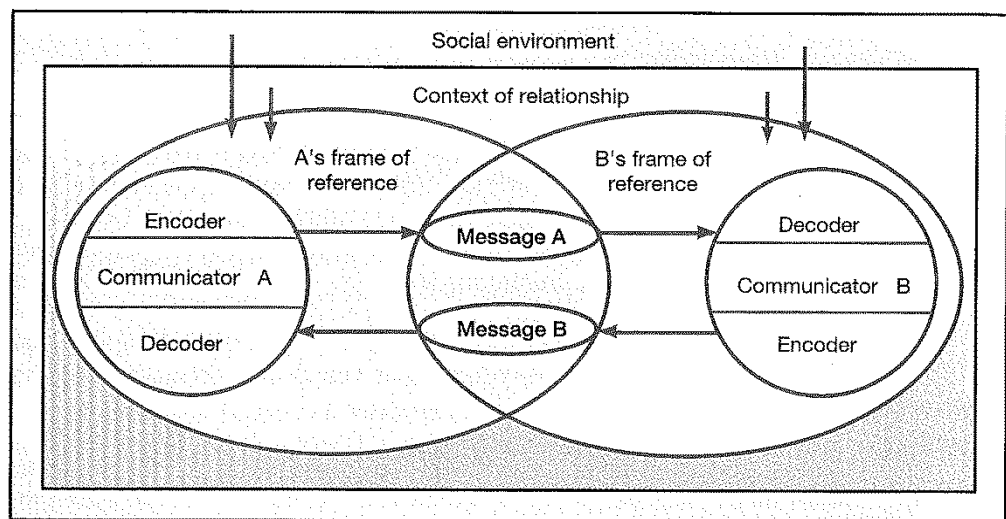 Social environment
Context of relationship
A's frame of
reference
B's frame of
reference
Encoder
Communicator A
Decoder
Message A
Message B
Decoder
Communicator B
Encoder